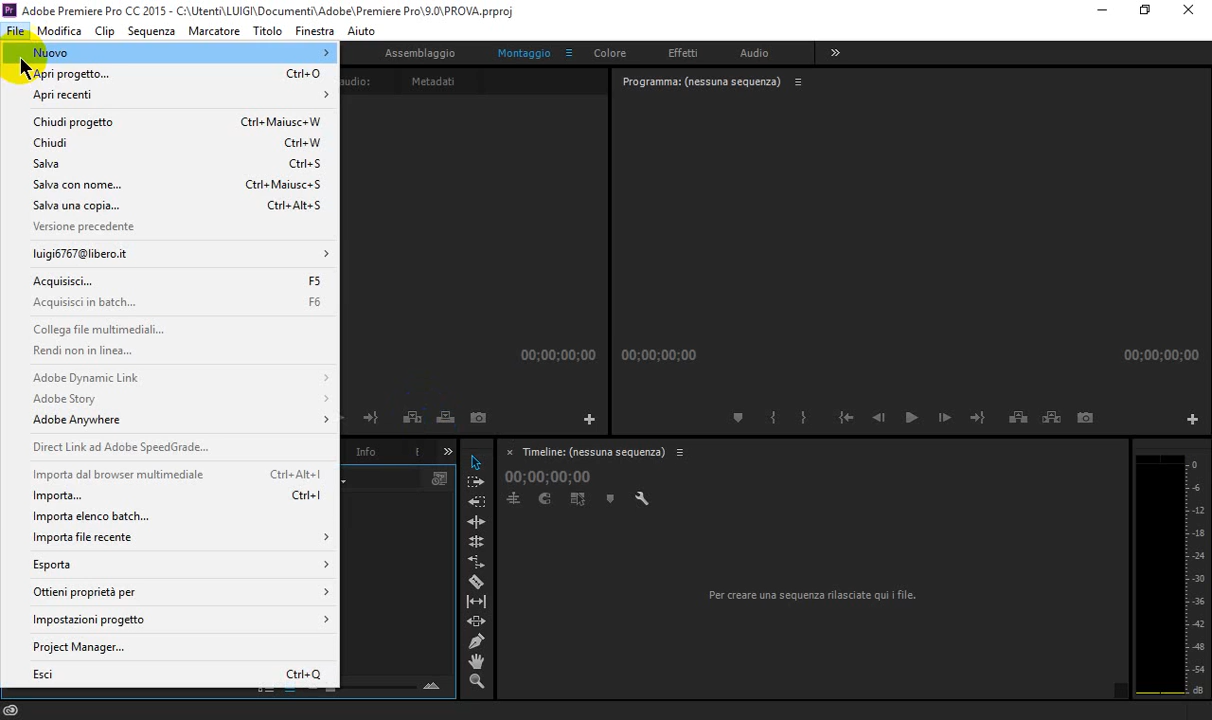 Adobe Premiere Pro CC 2015 - C:\Utenti\LUIGI\Documenti\Adobe\Premiere Pro\9.0\PROVA.prproj
File Modifica Clip Sequenza Marcatore Titolo Finestra Aiuto
Assemblaggio Montaggio Colore Effetti Audio
Nuovo
Apri progetto... Ctrl+O
Apri recenti
Chiudi progetto Ctrl+Maiusc+W
Chiudi Ctrl+W
Salva Ctrl+S
Salva con nome... Ctrl+Maiusc+S
Salva una copia... Ctrl+Alt+S
Versione precedente
luigi6767@libero.it
Acquisisci... F5
Acquisisci in batch... F6
Collega file multimediali...
Rendi non in linea...
Adobe Dynamic Link
Adobe Story
Adobe Anywhere
Direct Link ad Adobe SpeedGrade...
Importa dal browser multimediale Ctrl+Alt+I
Importa... Ctrl+I
Importa elenco batch...
Importa file recente
Esporta
Ottieni proprietà per
Impostazioni progetto
Project Manager...
Esci Ctrl+Q
audio: Metadati
00;00;00;00
Programma: (nessuna sequenza)
00;00;00;00 00;00;00;00
Info
Timeline: (nessuna sequenza)
00;00;00;00
Per creare una sequenza rilasciate qui i file.
0
-6
-12
-18
-24
-30
-36
-42
-48
-54
dB